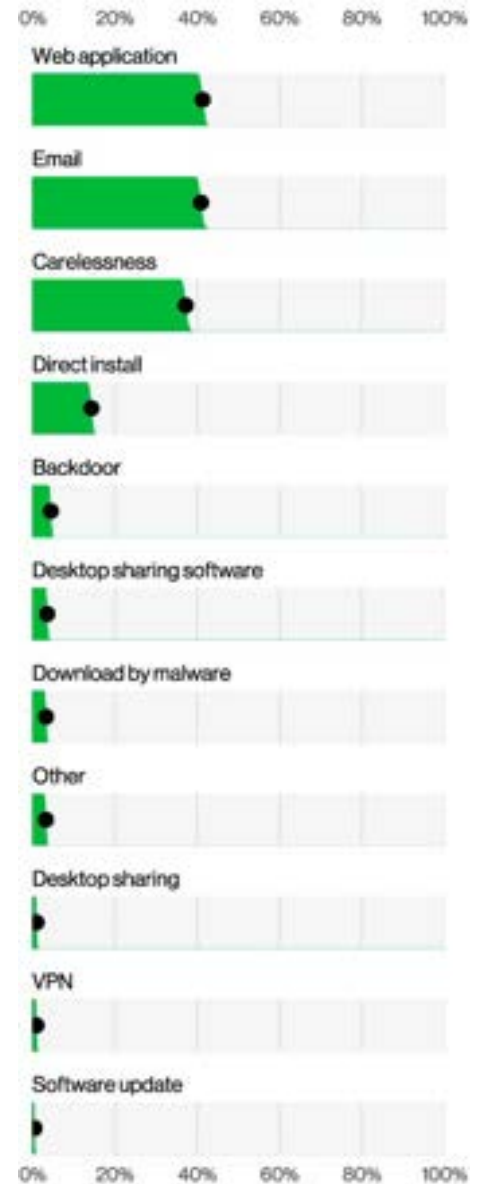 0% 20% 40% 60% 80% 100%
Web application
Email
Carelessness
Direct install
Backdoor
Desktop sharing software
Download by malware
Other
Desktop sharing
VPN
Software update
0% 20% 40% 60% 80% 100%